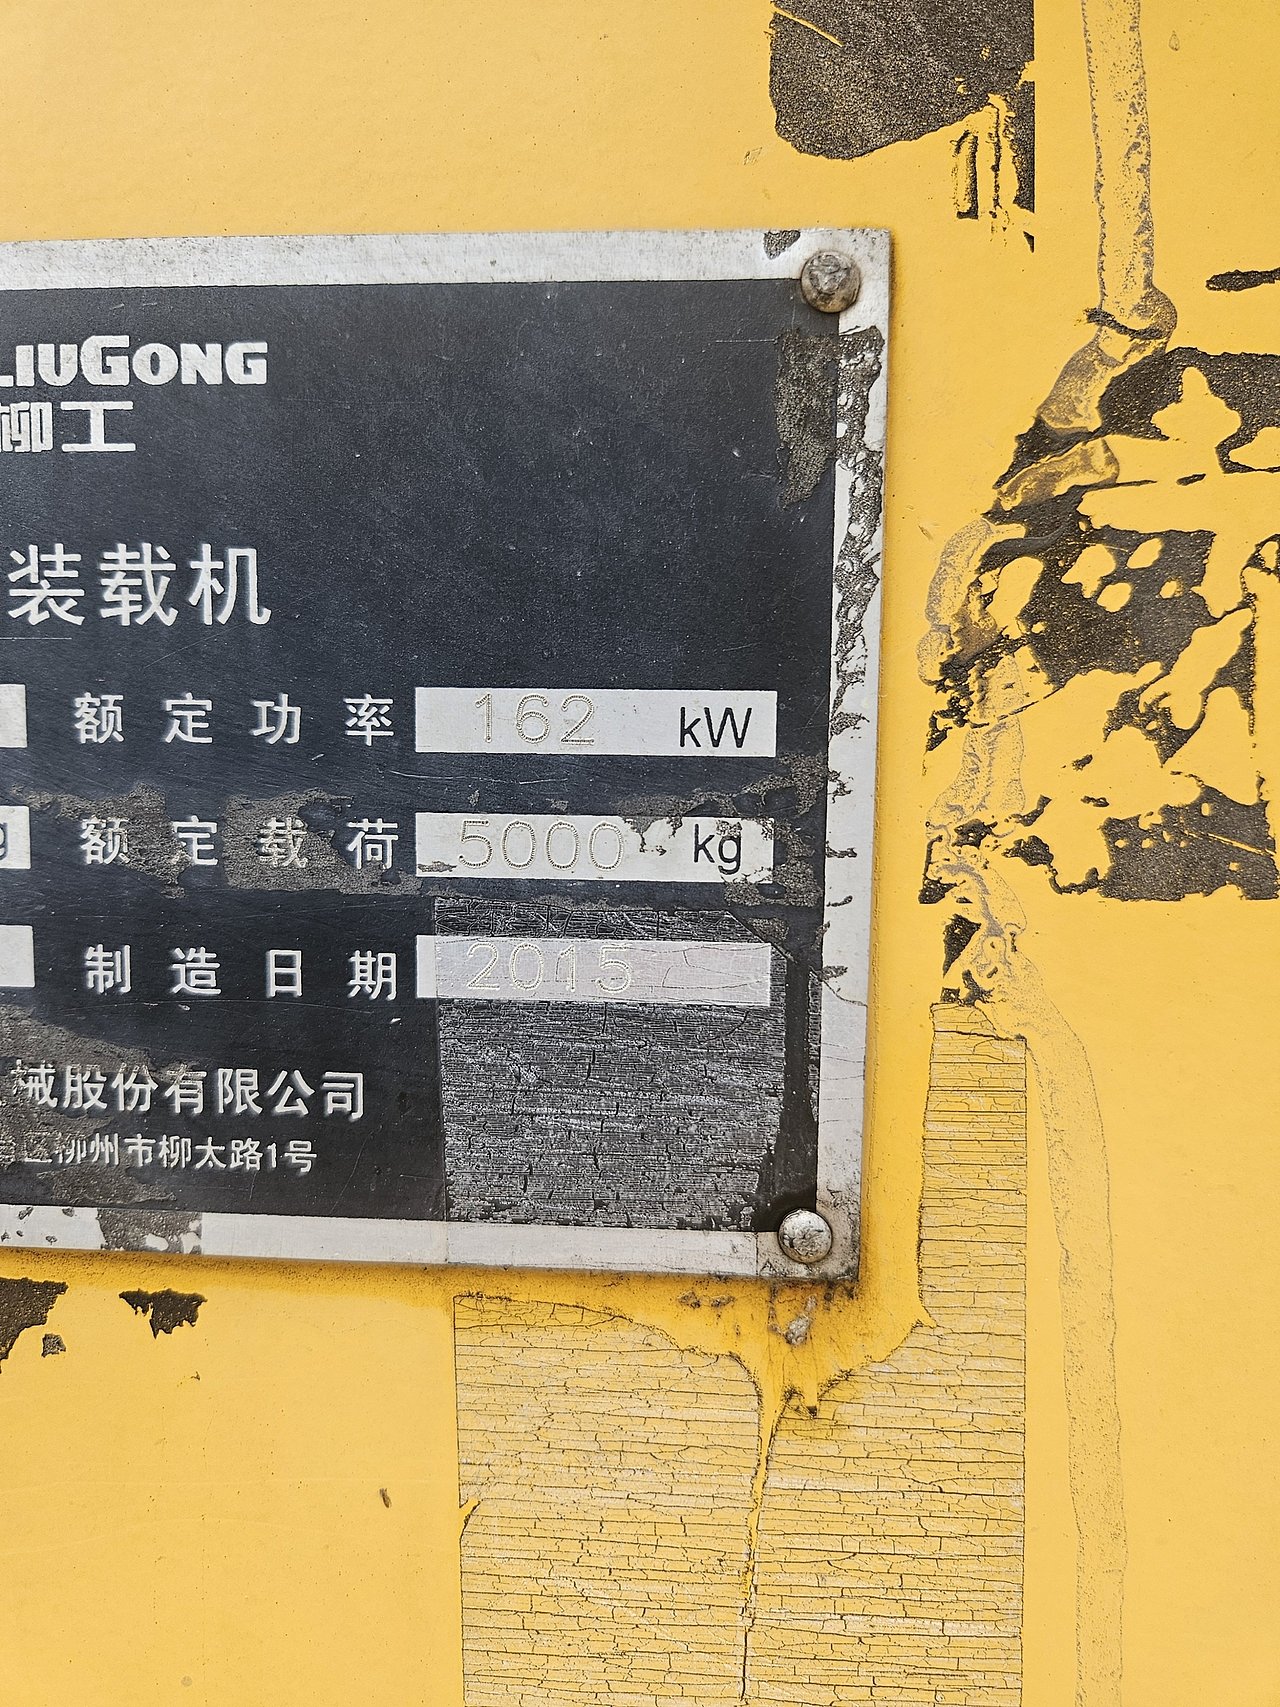 LIUGONG
柳工
装载机
额定功率 162 kW
额定载荷 5000 kg
制造日期 2015
械股份有限公司
柳州市柳太路1号